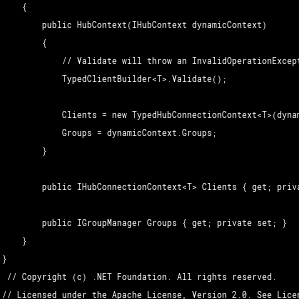 {
public HubContext(IHubContext dynamicContext)
{
// Validate will throw an InvalidOperationExcept
TypedClientBuilder<T>.Validate();
Clients = new TypedHubConnectionContext<T>(dynam
Groups = dynamicContext.Groups;
}
public IHubConnectionContext<T> Clients { get; priva
public IGroupManager Groups { get; private set; }
}
}
// Copyright (c) .NET Foundation. All rights reserved.
// Licensed under the Apache License, Version 2.0. See Licen